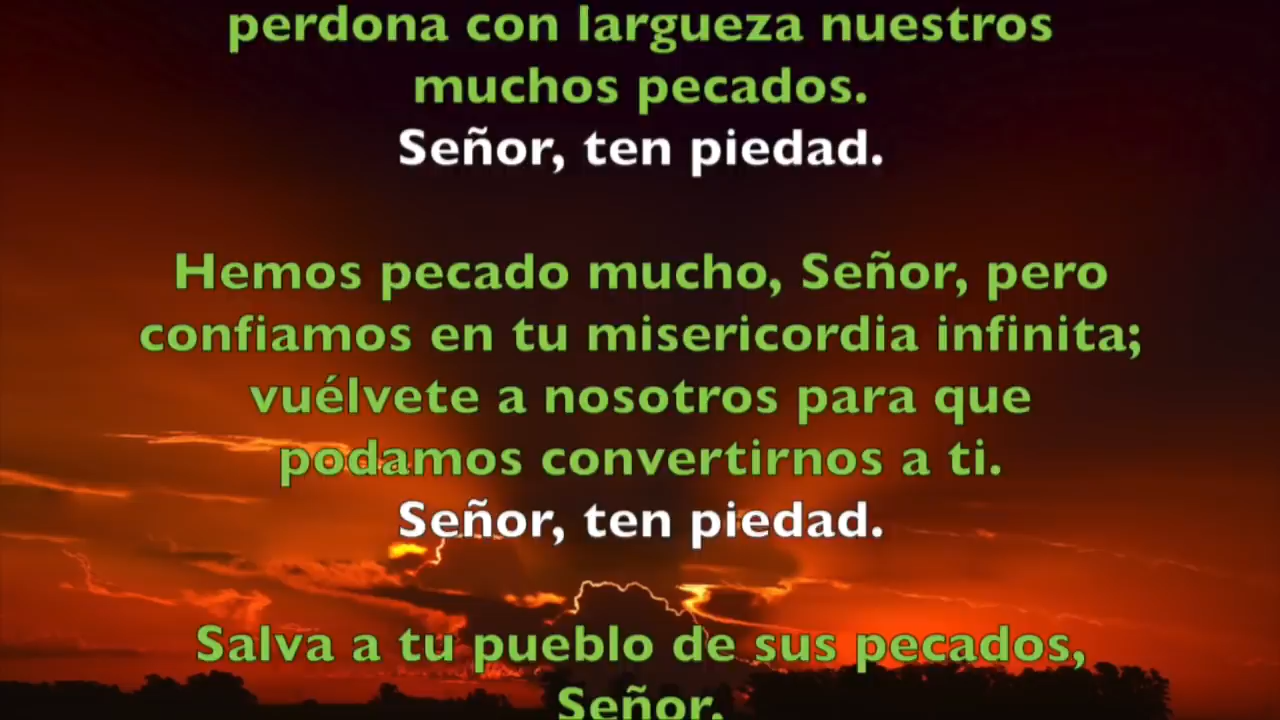 perdona con largueza nuestros
muchos pecados.
Señor, ten piedad.
Hemos pecado mucho, Señor, pero
confiamos en tu misericordia infinita;
vuélvete a nosotros para que
podamos convertirnos a ti.
Señor, ten piedad.
Salva a tu pueblo de sus pecados,
Señor,